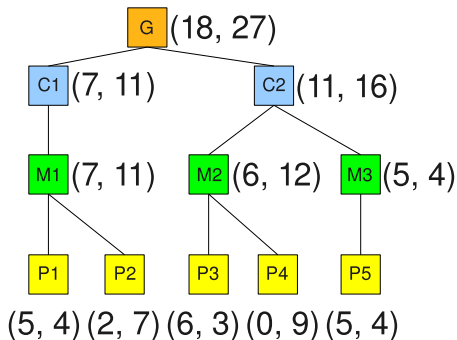 G (18, 27)
C1 (7, 11) C2 (11, 16)
M1 (7, 11) M2 (6, 12) M3 (5, 4)
P1 P2 P3 P4 P5
(5, 4) (2, 7) (6, 3) (0, 9) (5, 4)